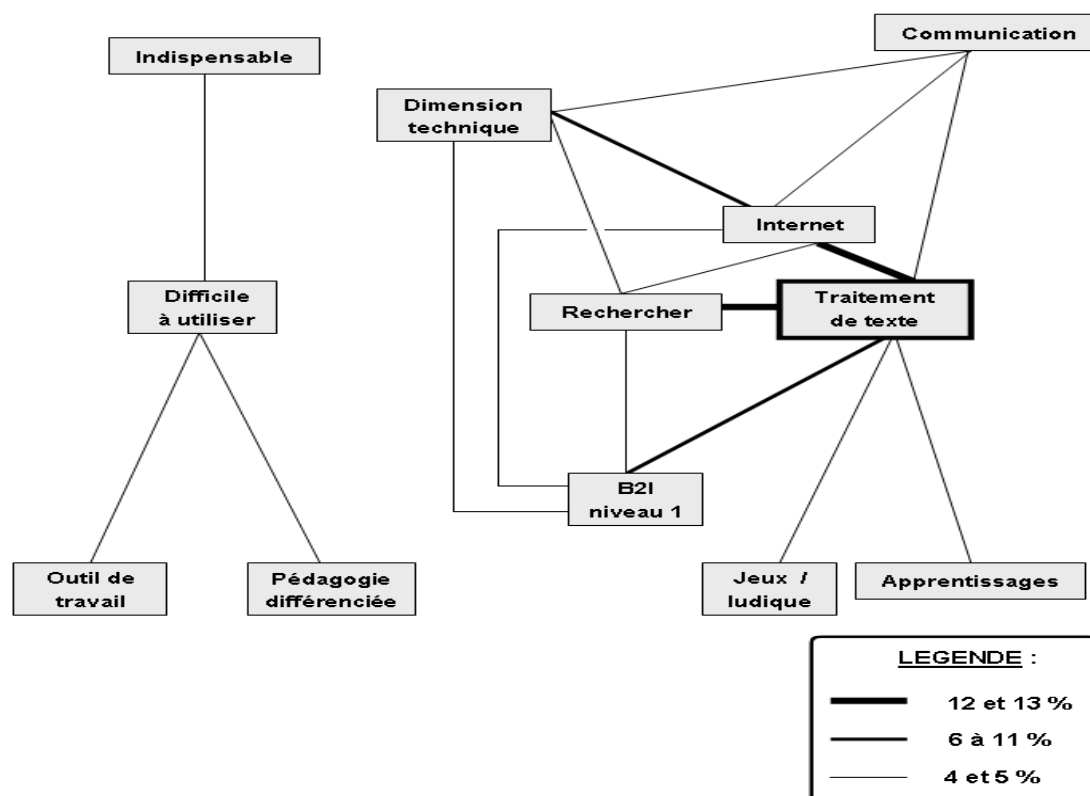 Communication
Indispensable
Dimension
technique
Internet
Difficile
à utiliser
Rechercher
Traitement
de texte
B2I
niveau 1
Outil de
travail
Pédagogie
différenciée
Jeux /
ludique
Apprentissages
LEGENDE :
12 et 13 %
6 à 11 %
4 et 5 %